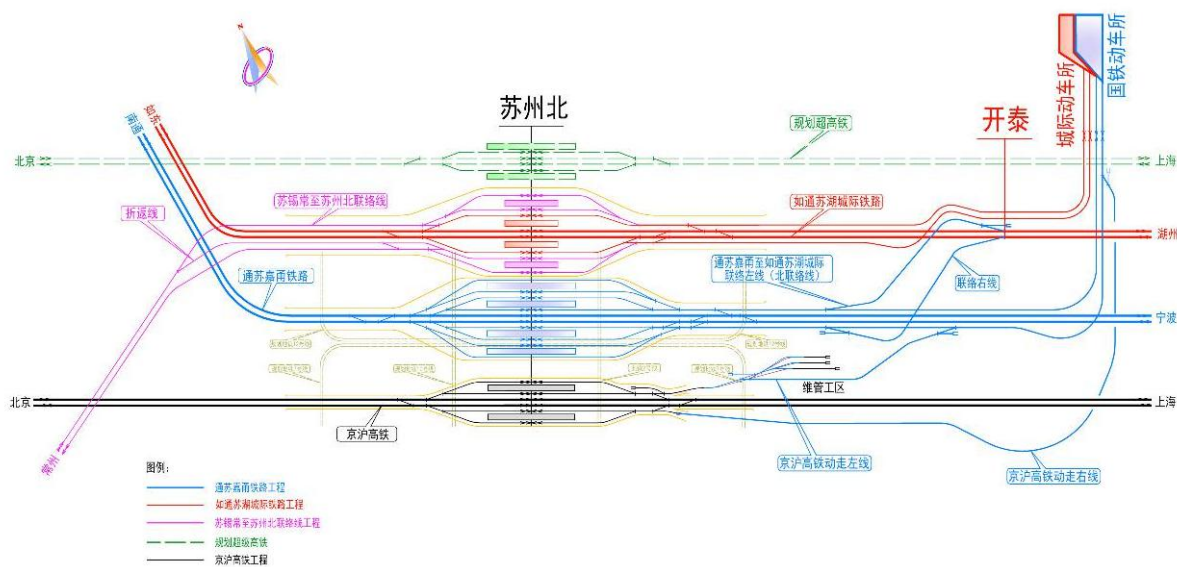 N
苏州北
开泰
城际动车所
国铁动车所
规划超高铁
如东
南通
北京
上海
苏锡常至苏州北联络线
如通苏湖城际铁路
折返线
湖州
通苏嘉甬铁路
通苏嘉甬至如通苏湖城际
联络左线（北联络线）
联络右线
宁波
维管工区
北京
上海
京沪高铁
京沪高铁动走左线
京沪高铁动走右线
常州
图例:
通苏嘉甬铁路工程
如通苏湖城际铁路工程
苏锡常至苏州北联络线工程
规划超级高铁
京沪高铁工程